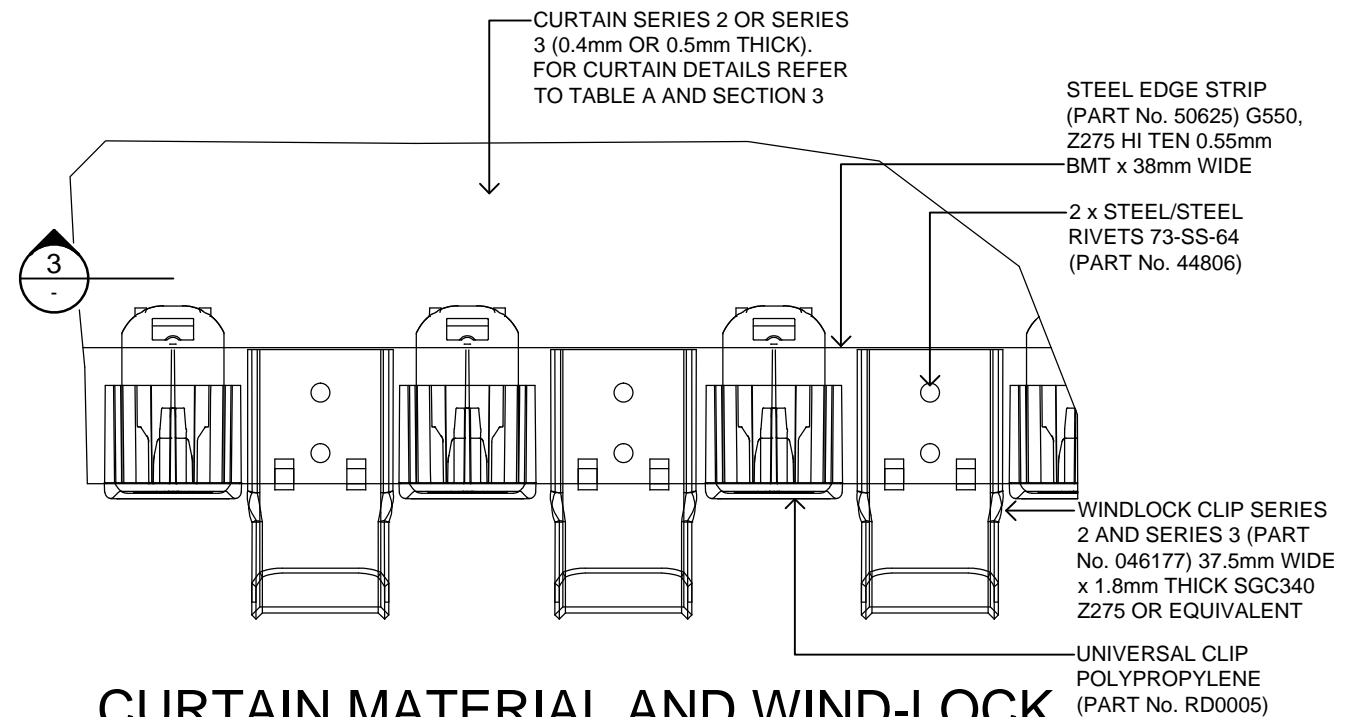 CURTAIN SERIES 2 OR SERIES
3 (0.4mm OR 0.5mm THICK).
FOR CURTAIN DETAILS REFER
TO TABLE A AND SECTION 3
STEEL EDGE STRIP
(PART No. 50625) G550,
Z275 HI TEN 0.55mm
BMT x 38mm WIDE
2 x STEEL/STEEL
RIVETS 73-SS-64
(PART No. 44806)
3
-
WINDLOCK CLIP SERIES
2 AND SERIES 3 (PART
No. 046177) 37.5mm WIDE
x 1.8mm THICK SGC340
Z275 OR EQUIVALENT
UNIVERSAL CLIP
POLYPROPYLENE
(PART No. RD0005)
CURTAIN MATERIAL AND WIND-LOCK